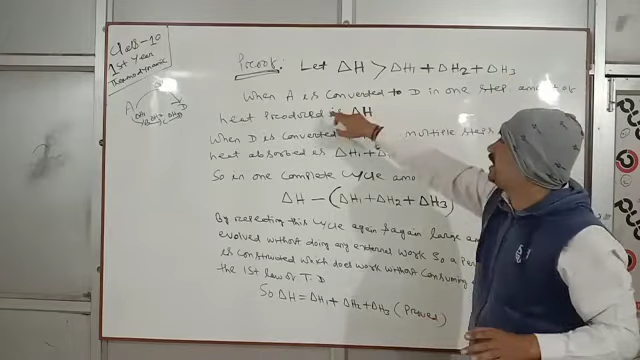 Class-10
1st Year
Thermodynamics
Proof: Let ΔH > ΔH1 + ΔH2 + ΔH3
When A is converted to D in one step amount of
heat produced is ΔH
When D is converted multiple steps
heat absorbed is ΔH1 +
So in one complete cycle amo
ΔH - (ΔH1 + ΔH2 + ΔH3)
By repeating this cycle again & again large am
evolved without doing any external work So a Per
is constructed which does work without consuming
the 1st law of T.D
So ΔH = ΔH1 + ΔH2 + ΔH3 (Proved)
A
D